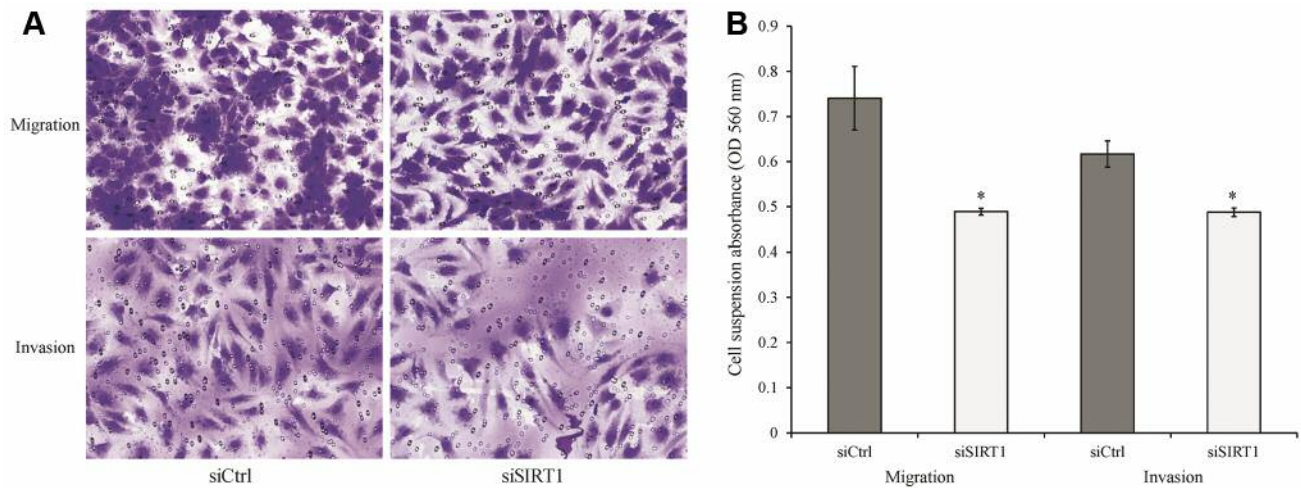 A
Migration
Invasion
siCtrl
siSIRT1
B
Cell suspension absorbance (OD 560 nm)
0.9
0.8
0.7
0.6
0.5
0.4
0.3
0.2
0.1
0
*
*
siCtrl
siSIRT1
siCtrl
siSIRT1
Migration
Invasion